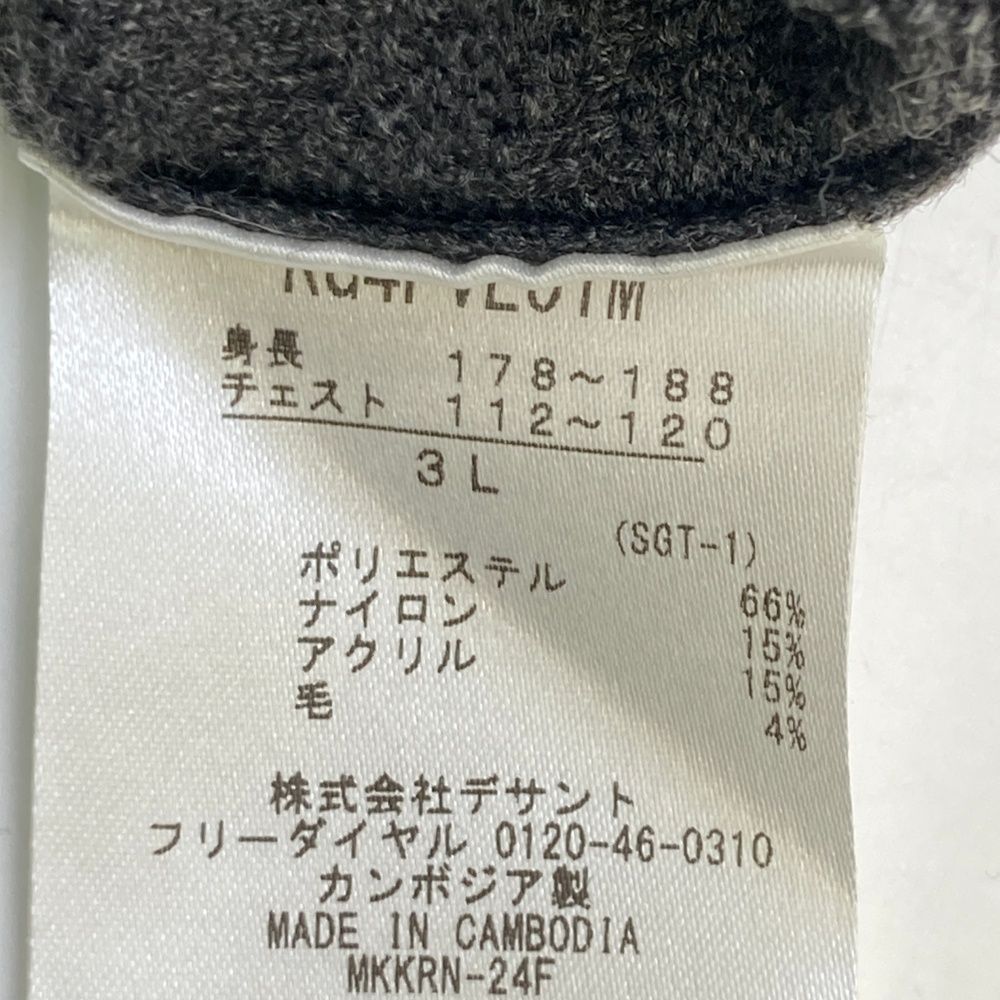 身長 178～188
チェスト 112～120
3L
(SGT-1)
ポリエステル 66%
ナイロン 15%
アクリル 15%
毛 4%
株式会社デサント
フリーダイヤル 0120-46-0310
カンボジア製
MADE IN CAMBODIA
MKKRN-24F